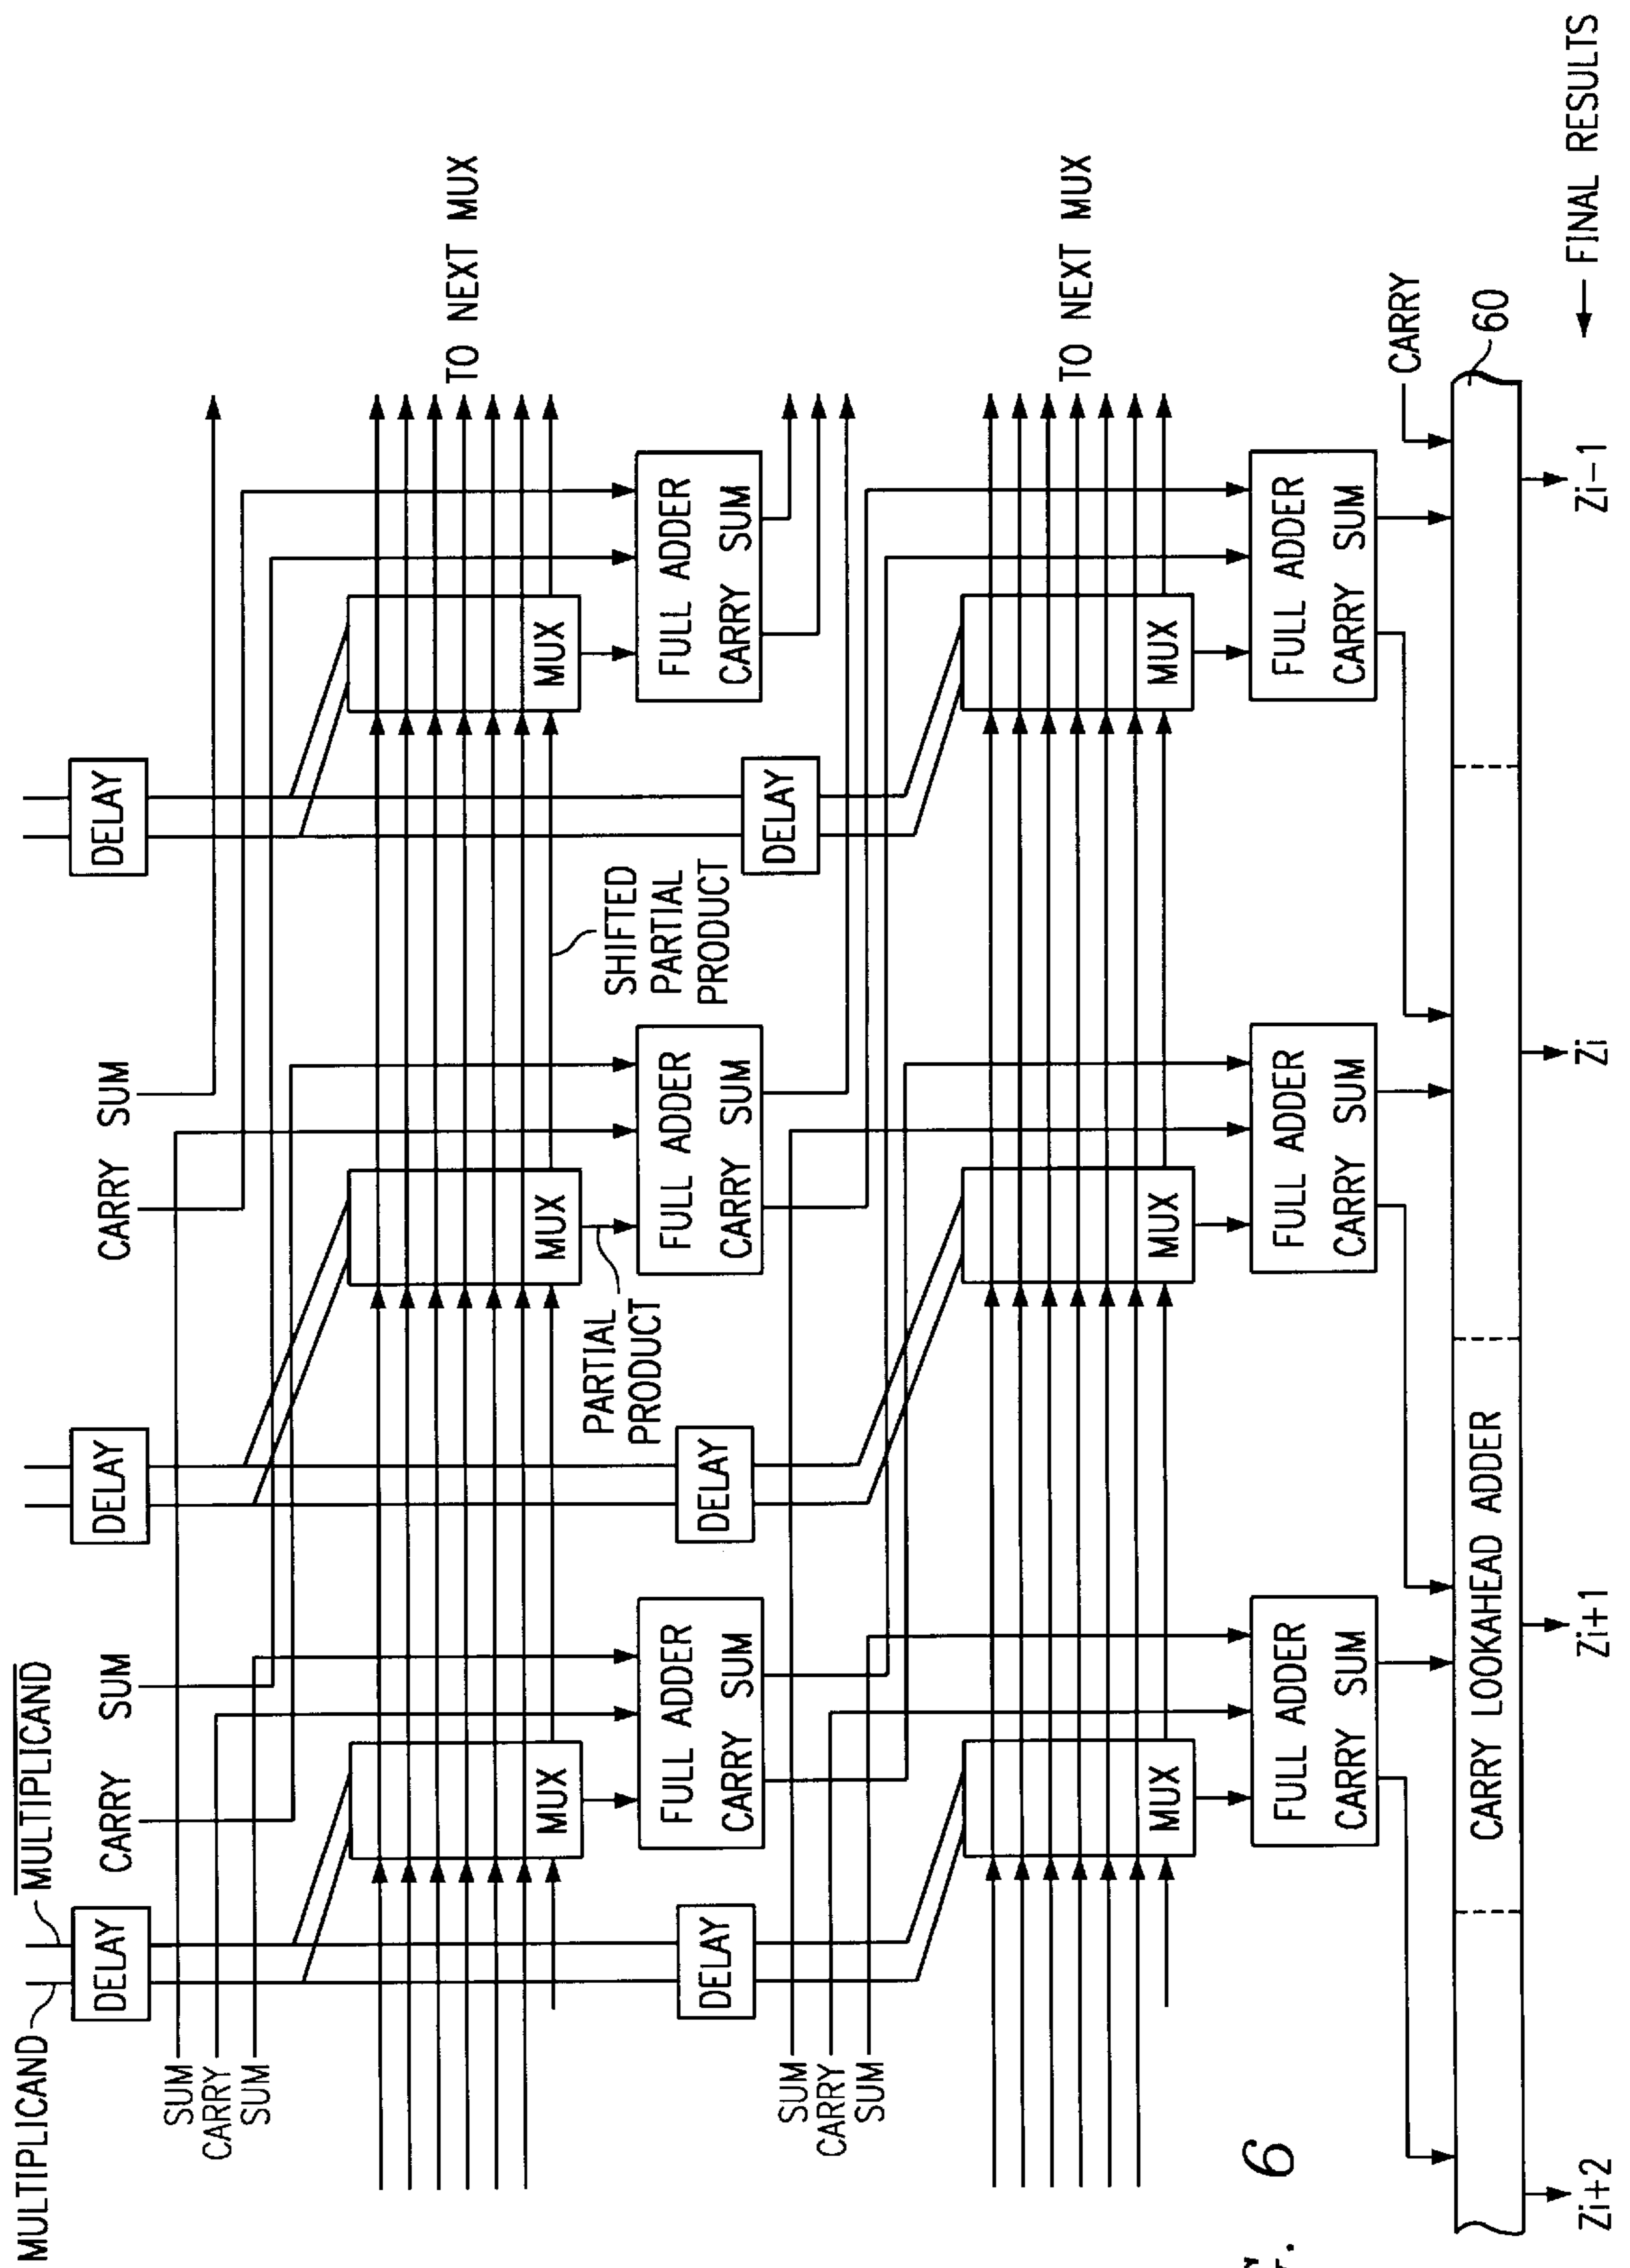 MULTIPLICAND
MULTIPLICAND
DELAY
CARRY SUM
DELAY
CARRY SUM
DELAY
SUM
CARRY
SUM
TO NEXT MUX
MUX
MUX
MUX
PARTIAL
PRODUCT
SHIFTED
PARTIAL
PRODUCT
FULL ADDER
CARRY SUM
FULL ADDER
CARRY SUM
FULL ADDER
CARRY SUM
DELAY
DELAY
DELAY
SUM
CARRY
SUM
TO NEXT MUX
MUX
MUX
MUX
6
FULL ADDER
CARRY SUM
FULL ADDER
CARRY SUM
FULL ADDER
CARRY SUM
CARRY
CARRY LOOKAHEAD ADDER
60
Zi+2
Zi+1
Zi
Zi-1
FINAL RESULTS